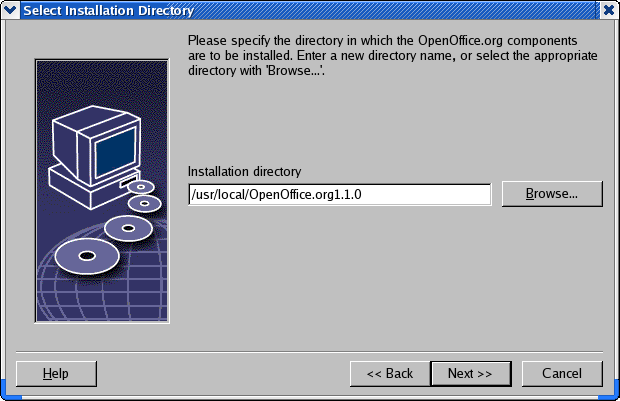 Select Installation Directory
Please specify the directory in which the OpenOffice.org components
are to be installed. Enter a new directory name, or select the appropriate
directory with 'Browse...'.
Installation directory
/usr/local/OpenOffice.org1.1.0
Browse...
Help
<< Back
Next >>
Cancel